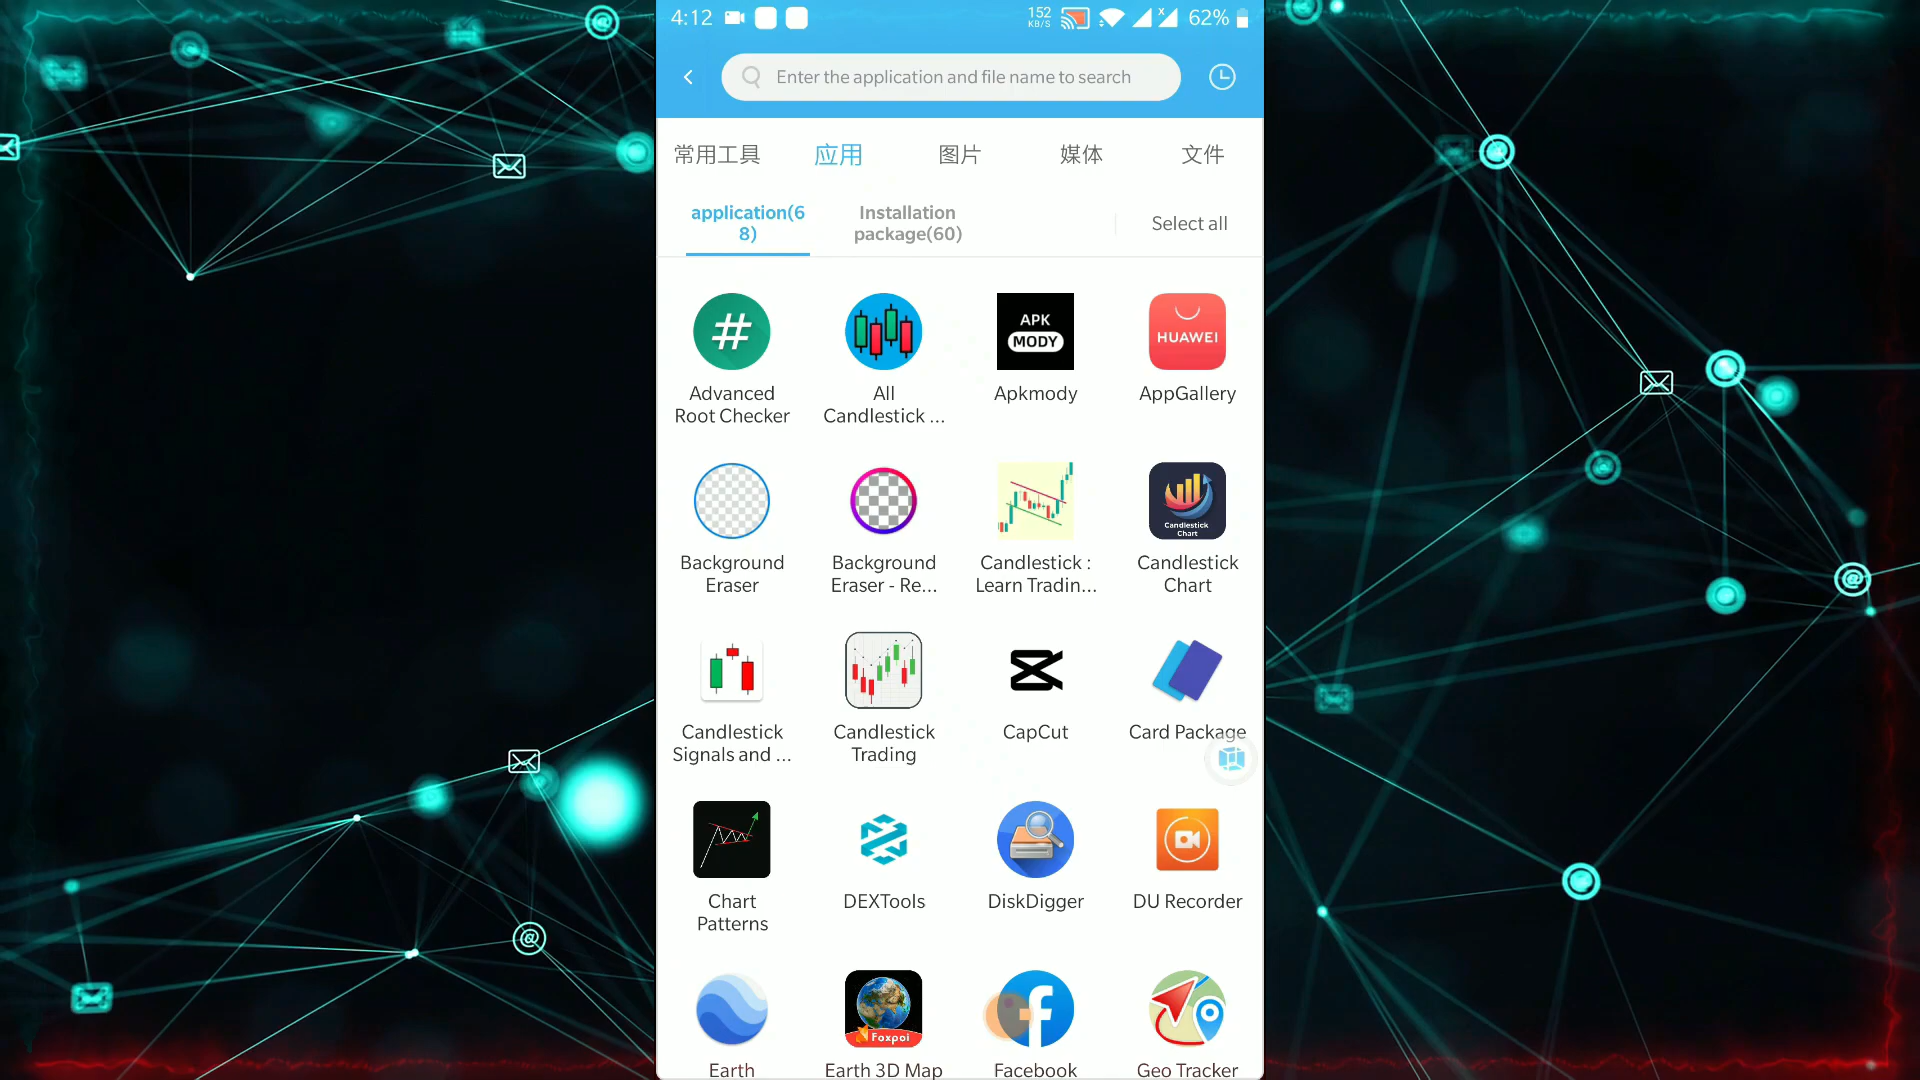 4:12
152
KB/S
x
62%
Enter the application and file name to search
常用工具
应用
图片
媒体
文件
application(6
8)
Installation
package(60)
Select all
#
APK
MODY
HUAWEI
Advanced
Root Checker
All
Candlestick ...
Apkmody
AppGallery
Candlestick
Chart
Background
Eraser
Background
Eraser - Re...
Candlestick :
Learn Tradin...
Candlestick
Chart
Candlestick
Signals and ...
Candlestick
Trading
CapCut
Card Package
Chart
Patterns
DEXTools
DiskDigger
DU Recorder
Foxpoi
f
Earth
Earth 3D Map
Facebook
Geo Tracker